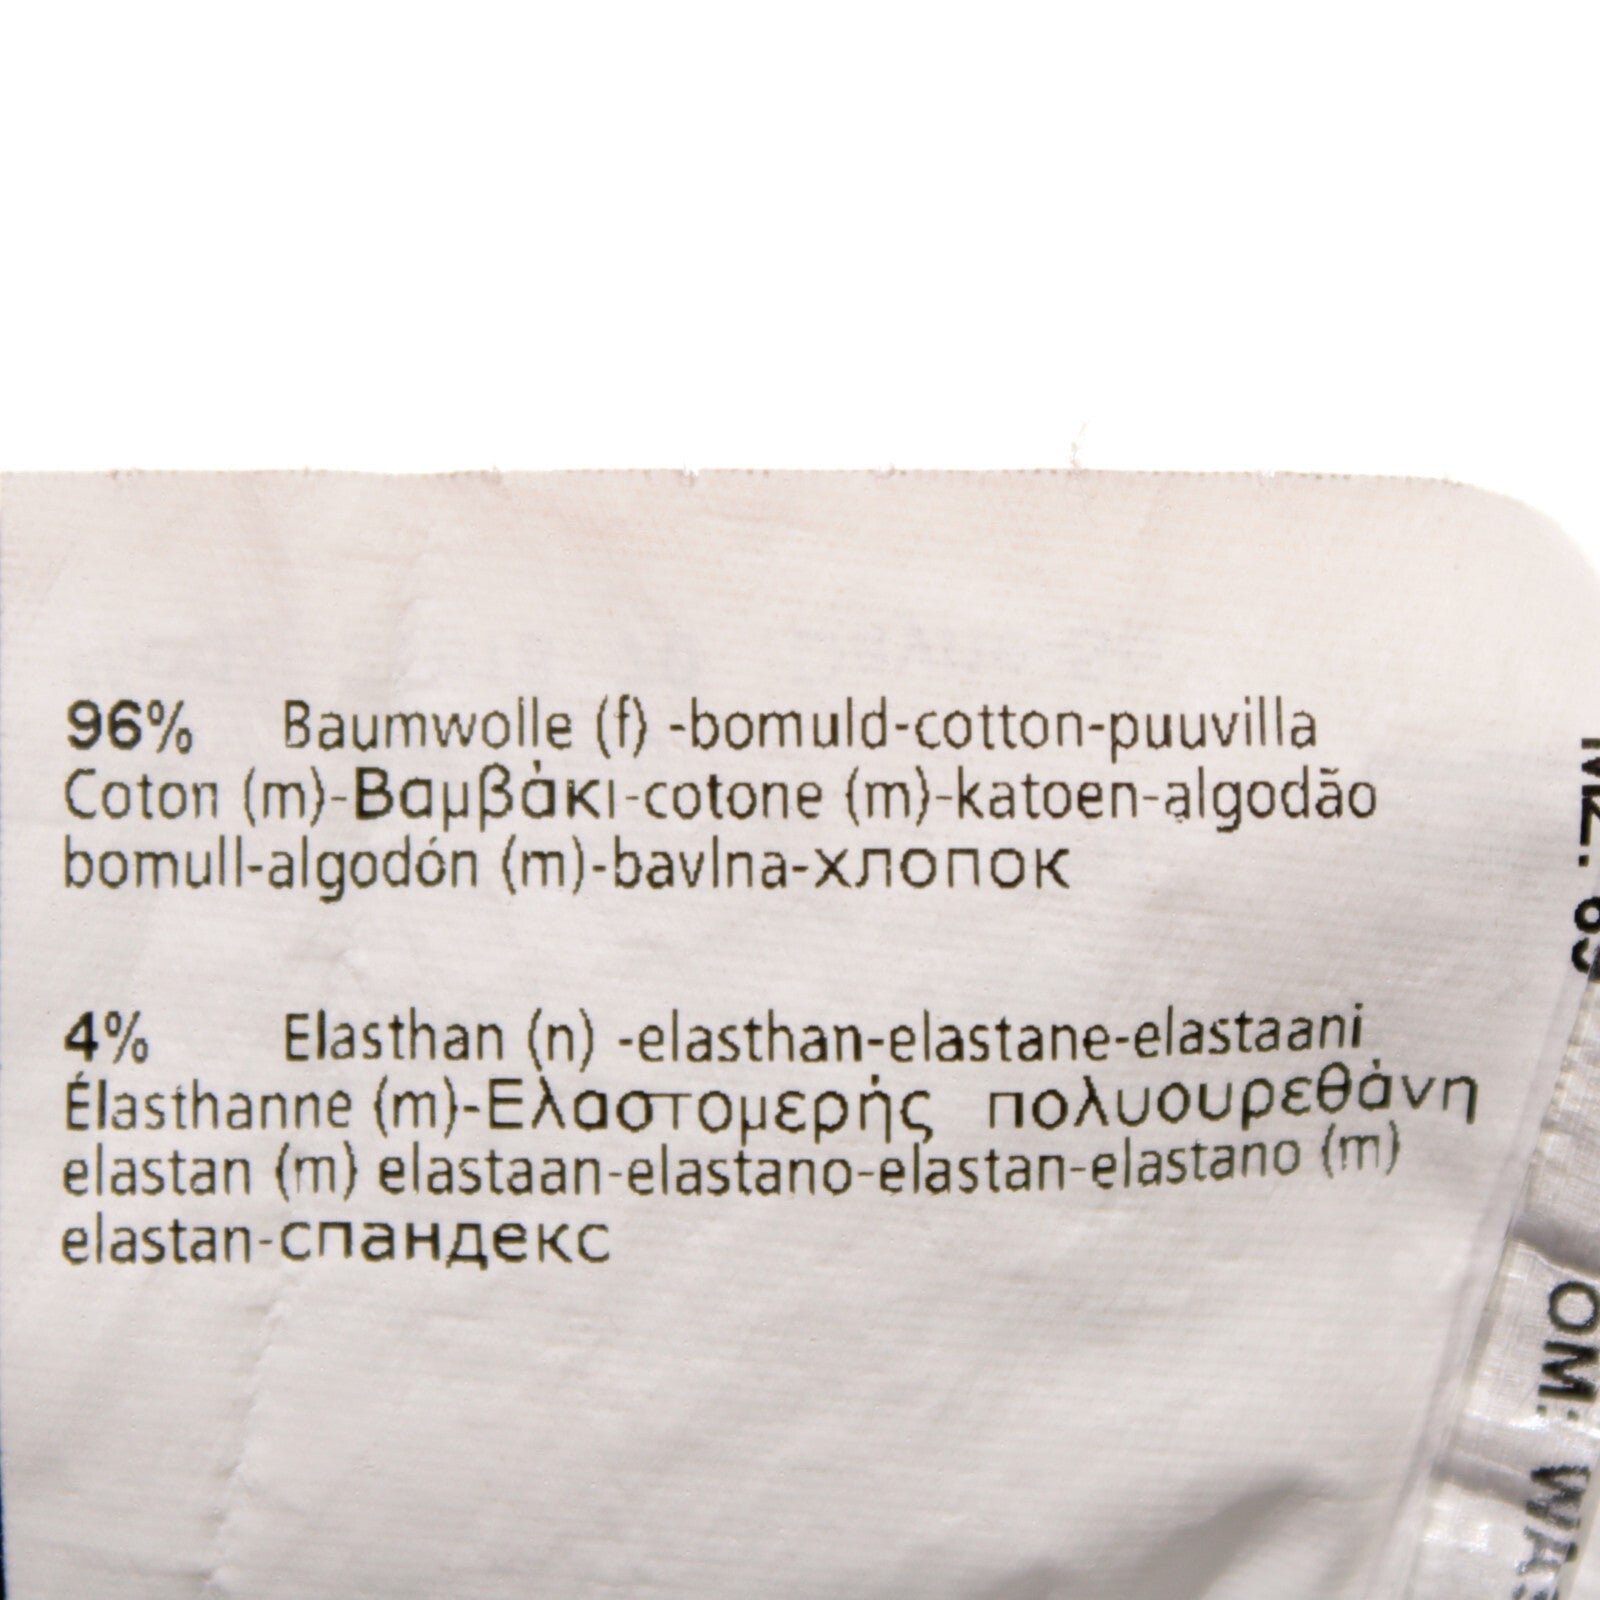 96% Baumwolle (f) -bomuld-cotton-puuvilla
Coton (m)-Βαμβάκι-cotone (m)-katoen-algodão
bomull-algodón (m)-bavlna-хлопок
4% Elasthan (n) -elasthan-elastane-elastaani
Élasthanne (m)-Ελαστομερής πολυουρεθάνη
elastan (m) elastaan-elastano-elastan-elastano (m)
elastan-спандекс
OM: